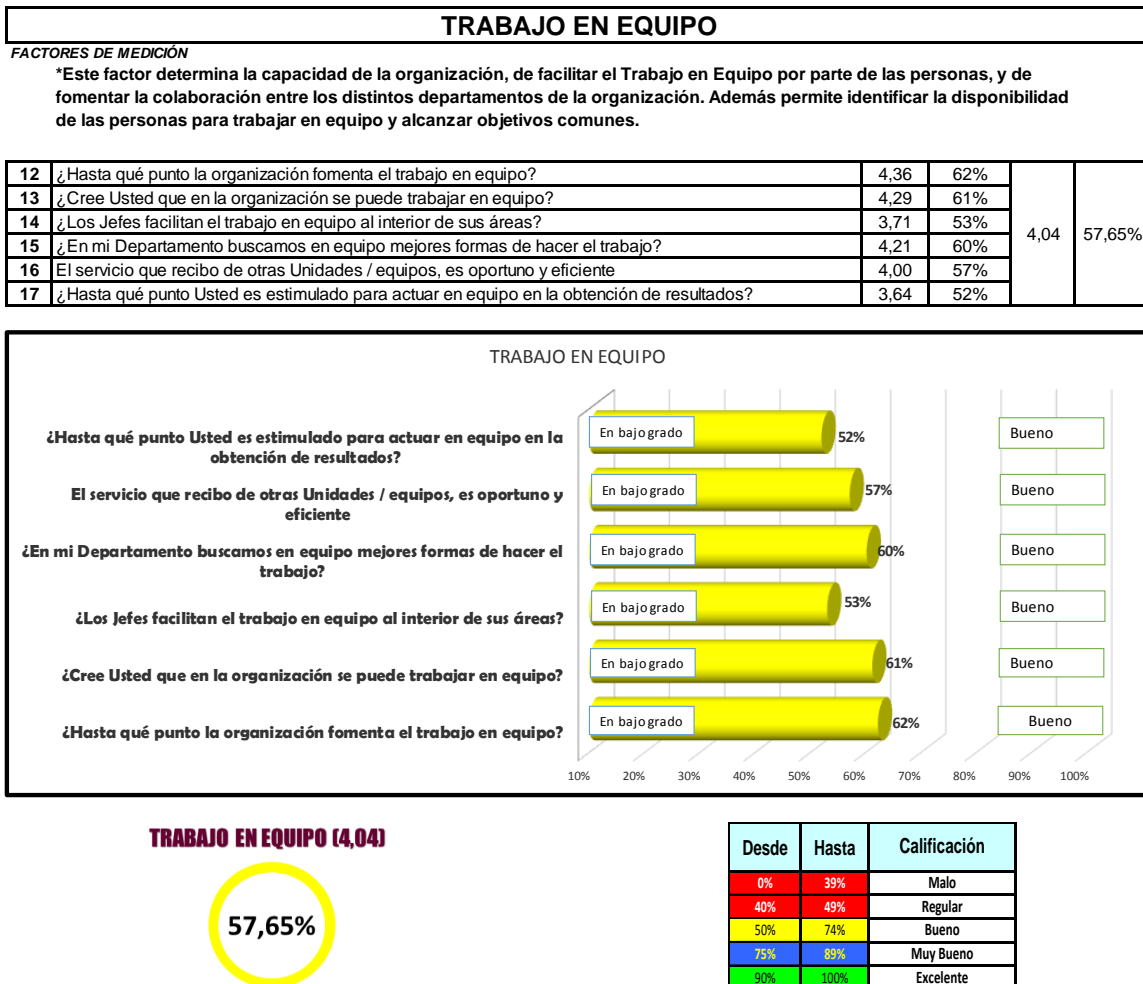 TRABAJO EN EQUIPO
FACTORES DE MEDICIÓN
*Este factor determina la capacidad de la organización, de facilitar el Trabajo en Equipo por parte de las personas, y de
fomentar la colaboración entre los distintos departamentos de la organización. Además permite identificar la disponibilidad
de las personas para trabajar en equipo y alcanzar objetivos comunes.
12 ¿Hasta qué punto la organización fomenta el trabajo en equipo? 4,36 62%
13 ¿Cree Usted que en la organización se puede trabajar en equipo? 4,29 61%
14 ¿Los Jefes facilitan el trabajo en equipo al interior de sus áreas? 3,71 53%
4,04 57,65%
15 ¿En mi Departamento buscamos en equipo mejores formas de hacer el trabajo? 4,21 60%
16 El servicio que recibo de otras Unidades / equipos, es oportuno y eficiente 4,00 57%
17 ¿Hasta qué punto Usted es estimulado para actuar en equipo en la obtención de resultados? 3,64 52%
TRABAJO EN EQUIPO
¿Hasta qué punto Usted es estimulado para actuar en equipo en la
obtención de resultados?
En bajo grado 52% Bueno
El servicio que recibo de otras Unidades / equipos, es oportuno y
eficiente
En bajo grado 57% Bueno
¿En mi Departamento buscamos en equipo mejores formas de hacer el
trabajo?
En bajo grado 60% Bueno
¿Los Jefes facilitan el trabajo en equipo al interior de sus áreas?
En bajo grado 53% Bueno
¿Cree Usted que en la organización se puede trabajar en equipo?
En bajo grado 61% Bueno
¿Hasta qué punto la organización fomenta el trabajo en equipo?
En bajo grado 62% Bueno
10% 20% 30% 40% 50% 60% 70% 80% 90% 100%
TRABAJO EN EQUIPO (4,04)
57,65%
Desde Hasta Calificación
0% 39% Malo
40% 49% Regular
50% 74% Bueno
75% 89% Muy Bueno
90% 100% Excelente